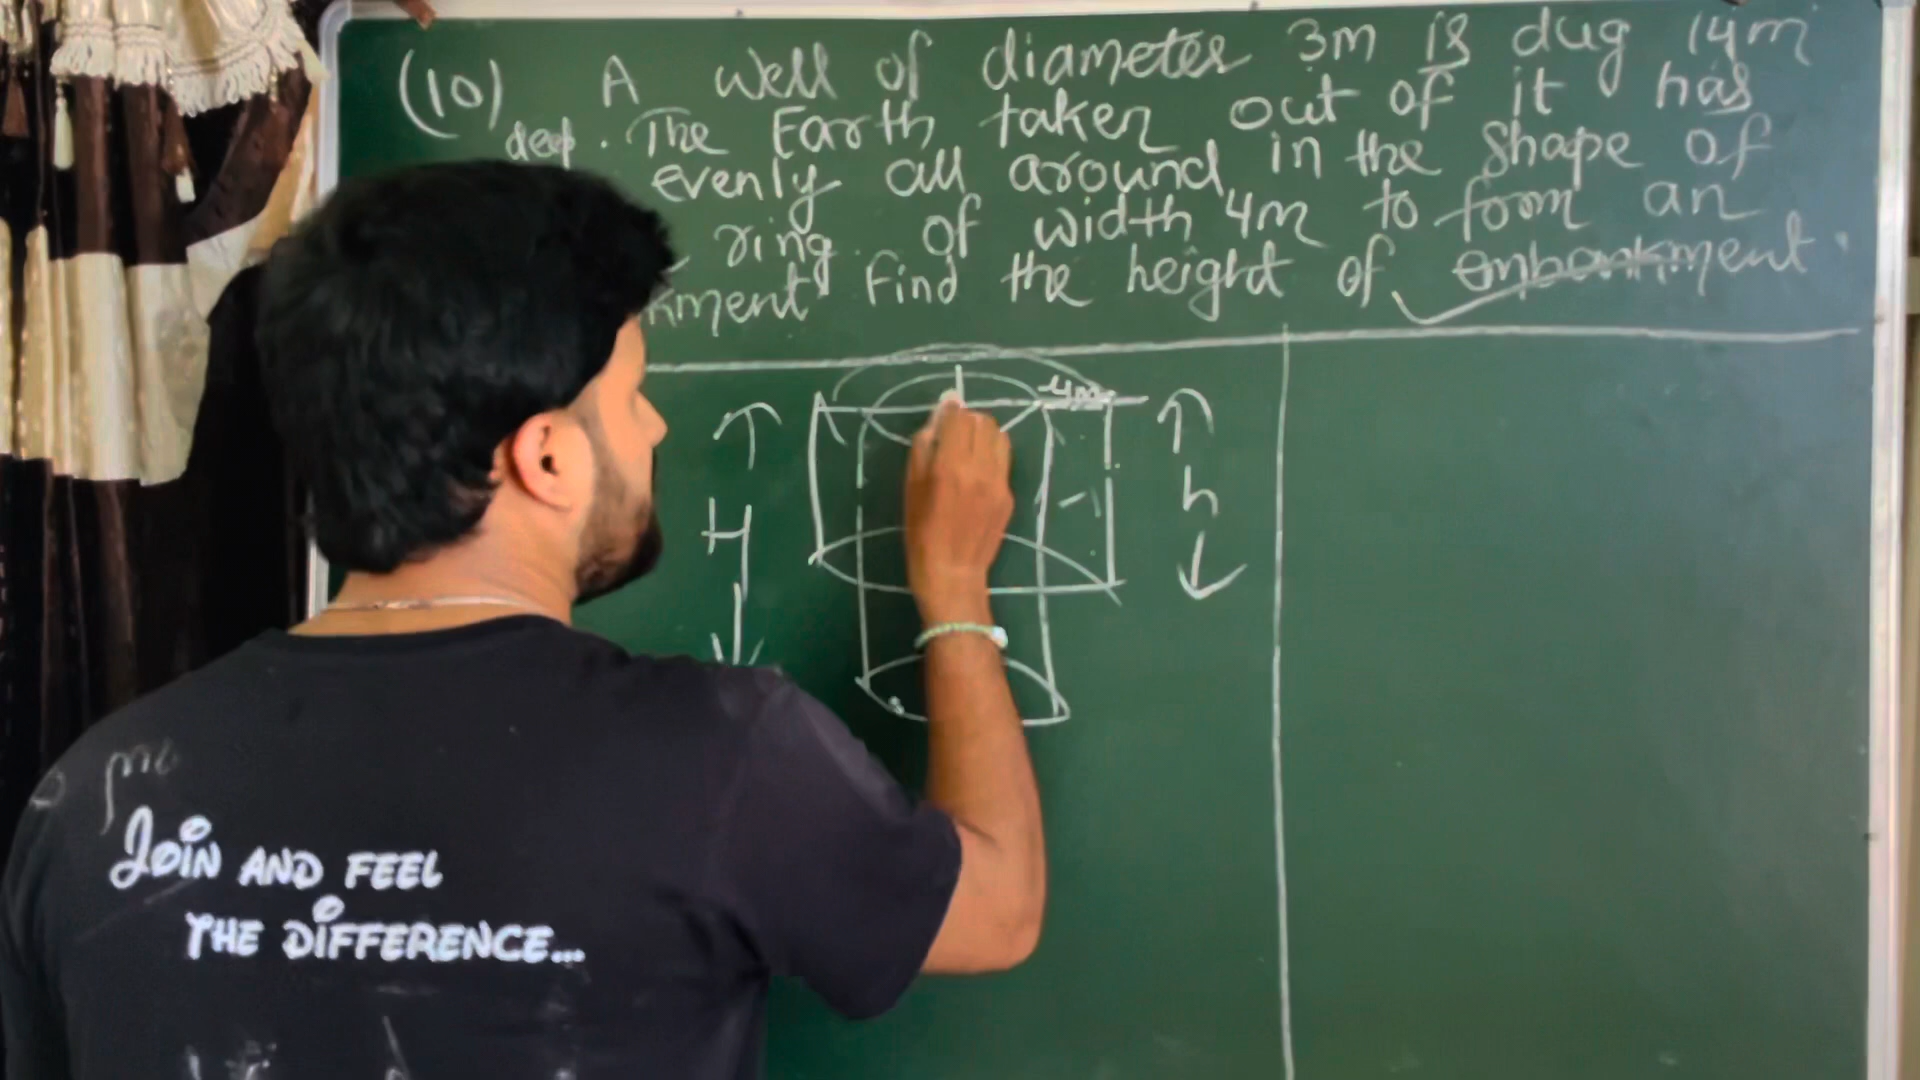 (10) A well of diameter 3m is dug 14m
deep. The Earth taken out of it has
evenly all around in the shape of
ring of width 4m to form an
kment Find the height of embankment.
4m
H
h
JOIN AND FEEL
THE DIFFERENCE...